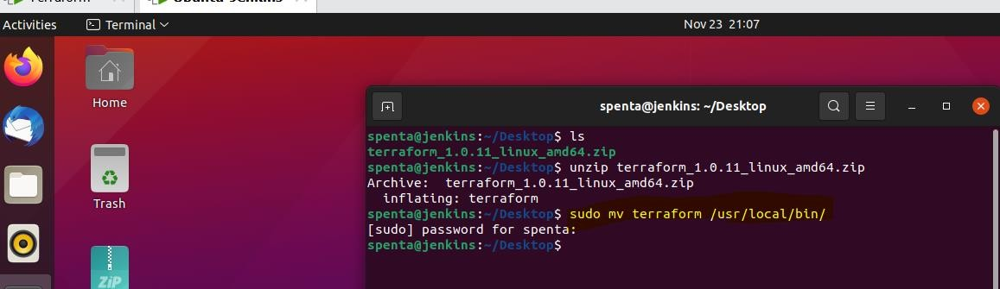 Terraform
Ubuntu-Jenkins
Activities
Terminal
Nov 23 21:07
Home
Trash
ZiP
spenta@jenkins: ~/Desktop
spenta@jenkins:~/Desktop$ ls
terraform_1.0.11_linux_amd64.zip
spenta@jenkins:~/Desktop$ unzip terraform_1.0.11_linux_amd64.zip
Archive:  terraform_1.0.11_linux_amd64.zip
  inflating: terraform
spenta@jenkins:~/Desktop$ sudo mv terraform /usr/local/bin/
[sudo] password for spenta:
spenta@jenkins:~/Desktop$